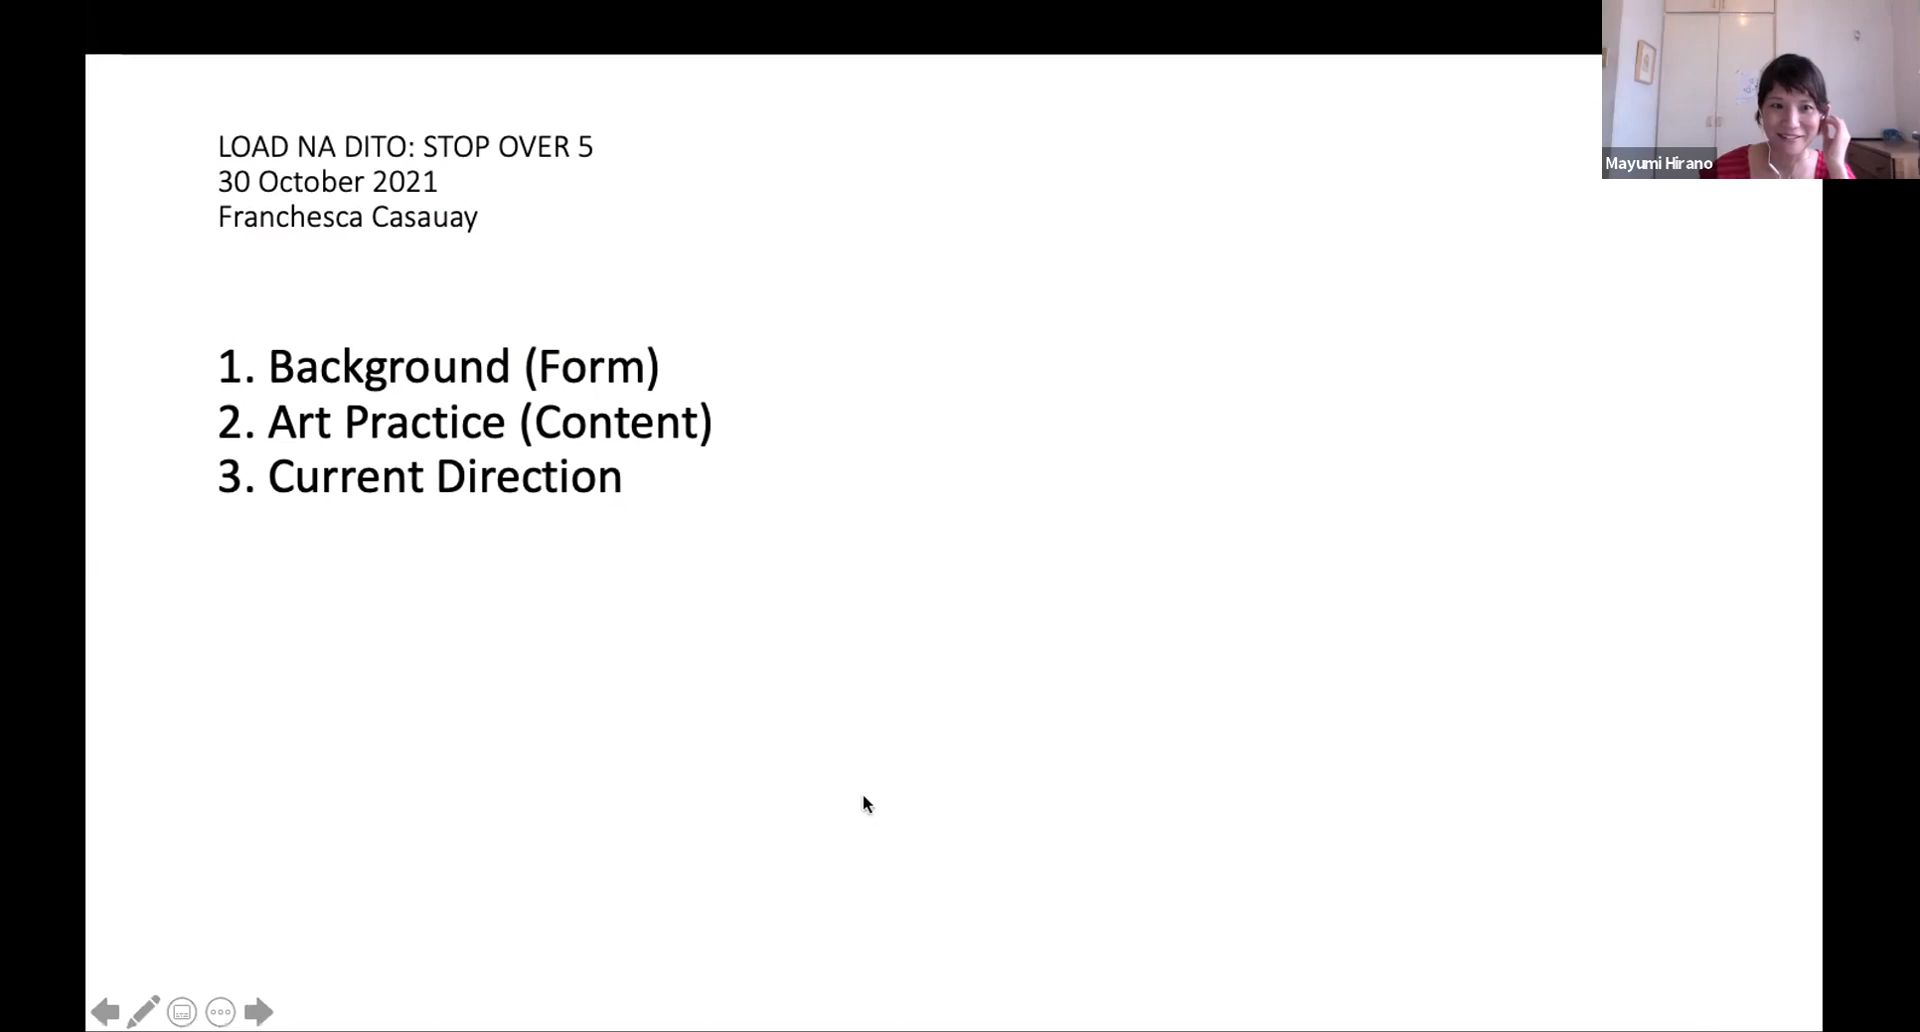 LOAD NA DITO: STOP OVER 5
30 October 2021
Franchesca Casauay
1. Background (Form)
2. Art Practice (Content)
3. Current Direction
Mayumi Hirano